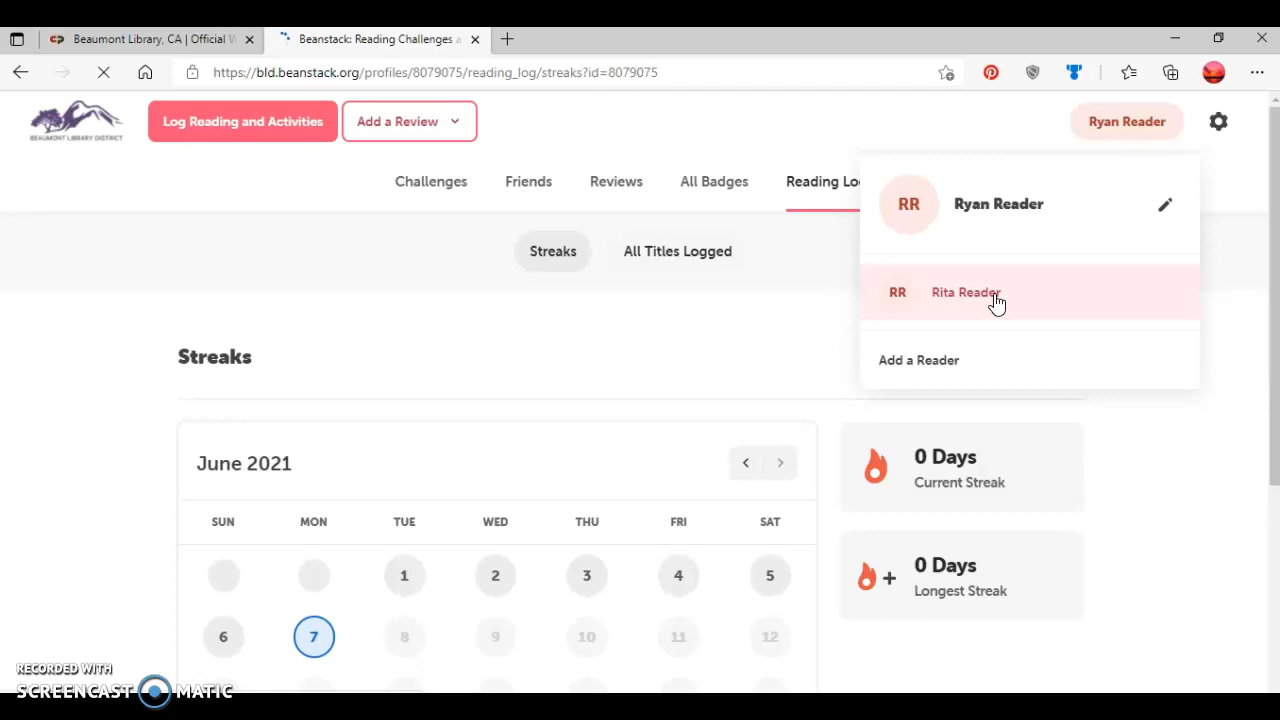 Beaumont Library, CA | Official W
Beanstack: Reading Challenges a
https://bld.beanstack.org/profiles/8079075/reading_log/streaks?id=8079075
BEAUMONT LIBRARY DISTRICT
Log Reading and Activities
Add a Review
Ryan Reader
Challenges
Friends
Reviews
All Badges
Reading Lo
RR
Ryan Reader
Streaks
All Titles Logged
RR
Rita Reader
Add a Reader
Streaks
June 2021
0 Days
Current Streak
SUN MON TUE WED THU FRI SAT
0 Days
Longest Streak
1 2 3 4 5
6 7 8 9 10 11 12
RECORDED WITH
SCREENCAST MATIC